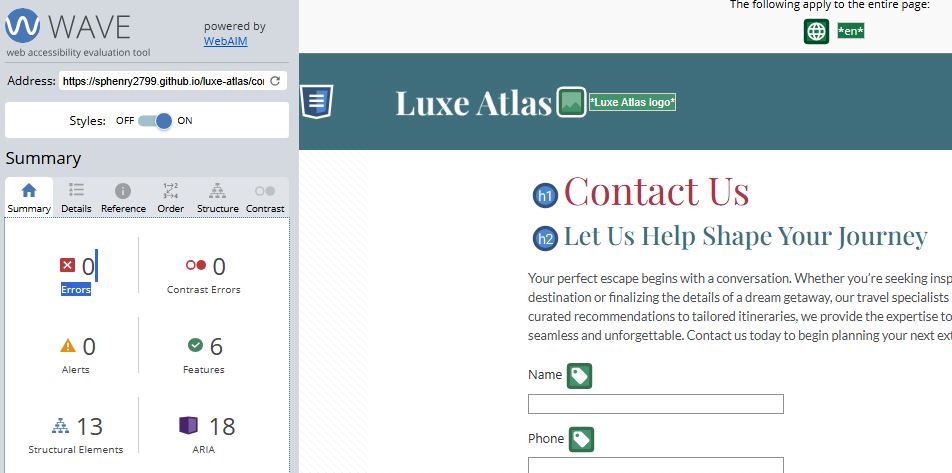 WAVE
powered by
WebAIM
web accessibility evaluation tool
Address: https://sphenry2799.github.io/luxe-atlas/co
Styles: OFF ON
Summary
Summary Details Reference Order Structure Contrast
0 Errors
0 Contrast Errors
0 Alerts
6 Features
13 Structural Elements
18 ARIA
The following apply to the entire page:
*en*
Luxe Atlas *Luxe Atlas logo*
h1 Contact Us
h2 Let Us Help Shape Your Journey
Your perfect escape begins with a conversation. Whether you're seeking insp
destination or finalizing the details of a dream getaway, our travel specialists
curated recommendations to tailored itineraries, we provide the expertise to
seamless and unforgettable. Contact us today to begin planning your next ext
Name
Phone